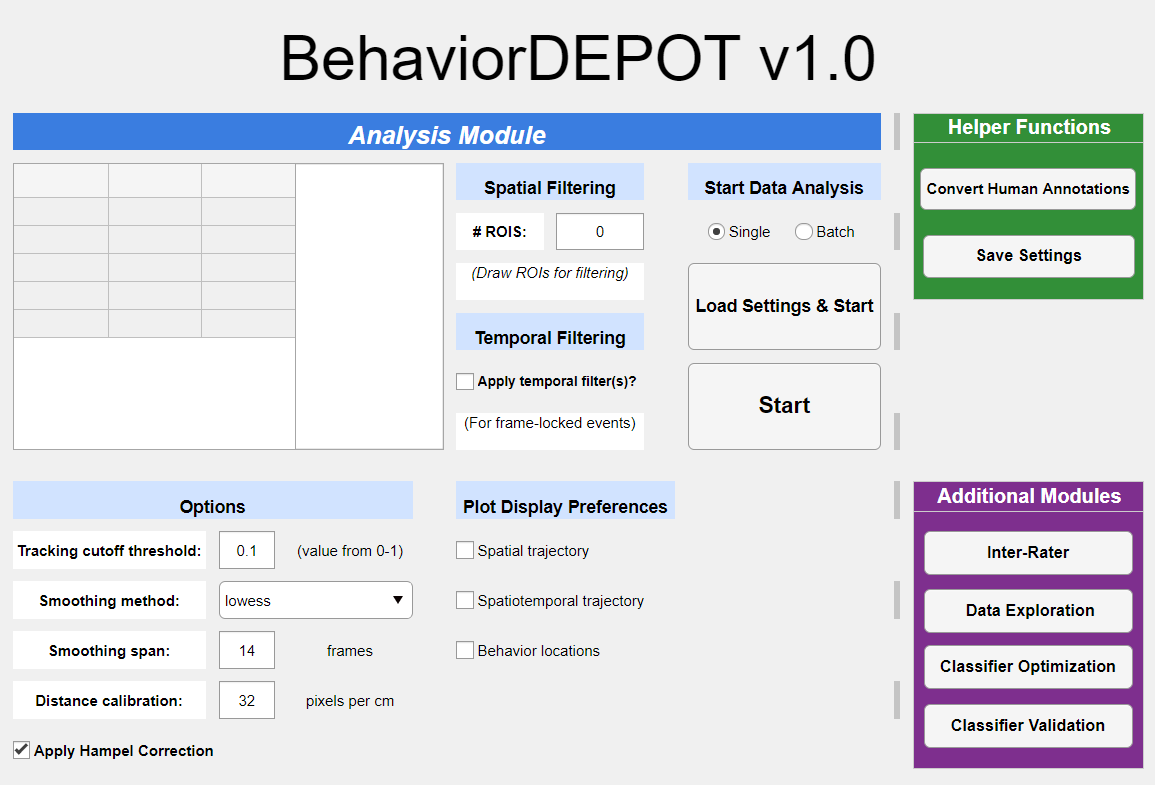 BehaviorDEPOT v1.0
Analysis Module
Spatial Filtering
# ROIS:
0
(Draw ROIs for filtering)
Temporal Filtering
Apply temporal filter(s)?
(For frame-locked events)
Start Data Analysis
Single
Batch
Load Settings & Start
Start
Helper Functions
Convert Human Annotations
Save Settings
Options
Tracking cutoff threshold:
0.1
(value from 0-1)
Smoothing method:
lowess
Smoothing span:
14
frames
Distance calibration:
32
pixels per cm
Apply Hampel Correction
Plot Display Preferences
Spatial trajectory
Spatiotemporal trajectory
Behavior locations
Additional Modules
Inter-Rater
Data Exploration
Classifier Optimization
Classifier Validation